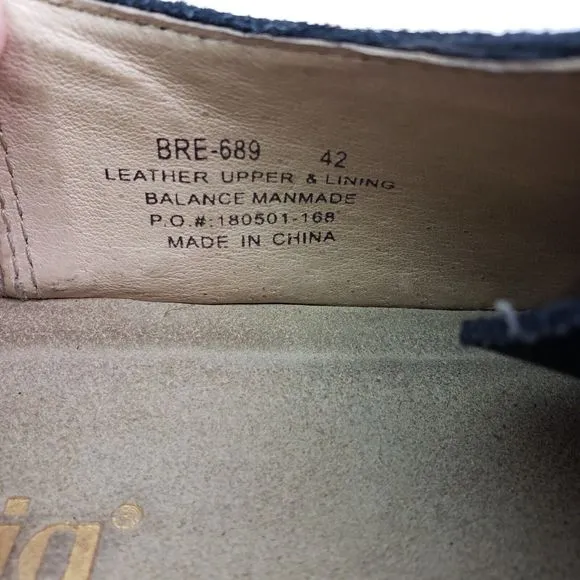 BRE-689 42
LEATHER UPPER & LINING
BALANCE MANMADE
P.O.#: 180501-168
MADE IN CHINA